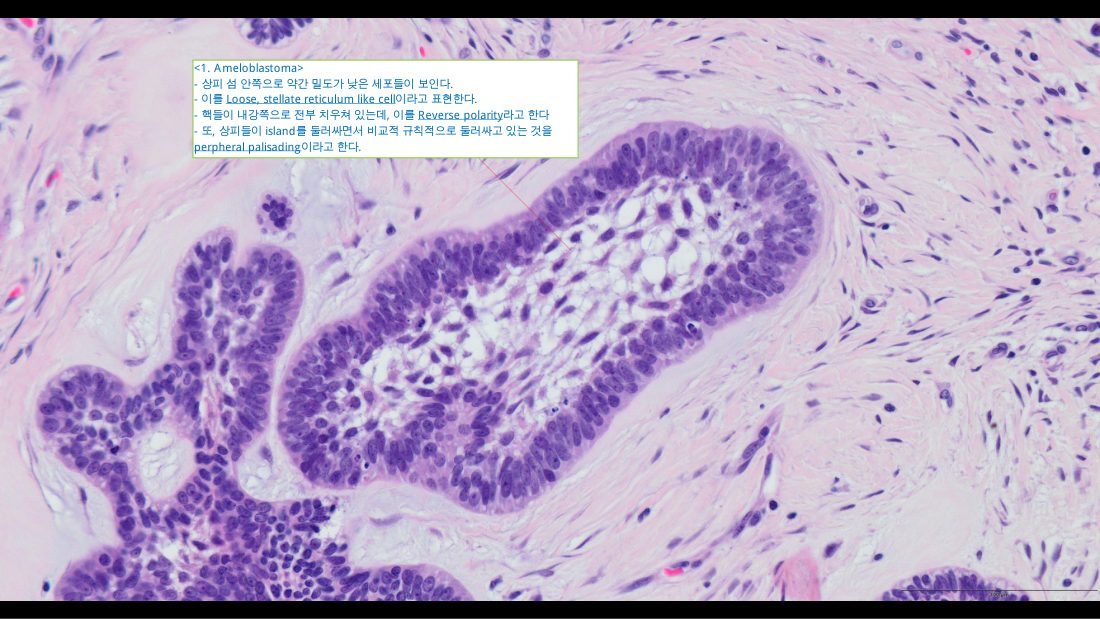 <1. Ameloblastoma>
- 상피 섬 안쪽으로 약간 밀도가 낮은 세포들이 보인다.
- 이를 Loose, stellate reticulum like cell이라고 표현한다.
- 핵들이 내강쪽으로 전부 치우쳐 있는데, 이를 Reverse polarity라고 한다
- 또, 상피들이 island를 둘러싸면서 비교적 규칙적으로 둘러싸고 있는 것을
perpheral palisading이라고 한다.